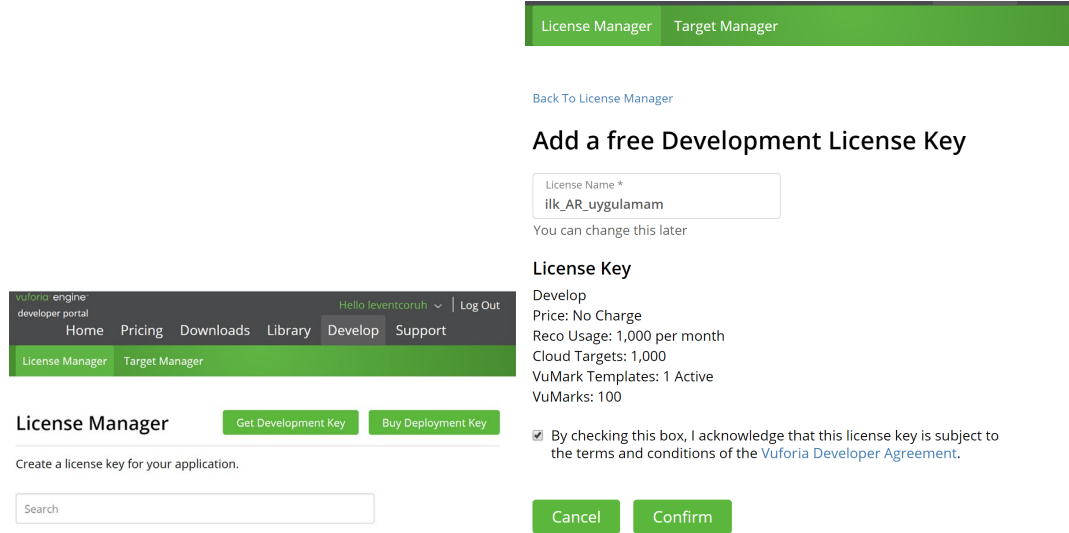 vuforia engine
developer portal
Hello leventcoruh
Log Out
Home Pricing Downloads Library Develop Support
License Manager Target Manager
License Manager
Get Development Key
Buy Deployment Key
Create a license key for your application.
Search
License Manager Target Manager
Back To License Manager
Add a free Development License Key
License Name *
ilk_AR_uygulamam
You can change this later
License Key
Develop
Price: No Charge
Reco Usage: 1,000 per month
Cloud Targets: 1,000
VuMark Templates: 1 Active
VuMarks: 100
By checking this box, I acknowledge that this license key is subject to
the terms and conditions of the Vuforia Developer Agreement.
Cancel Confirm